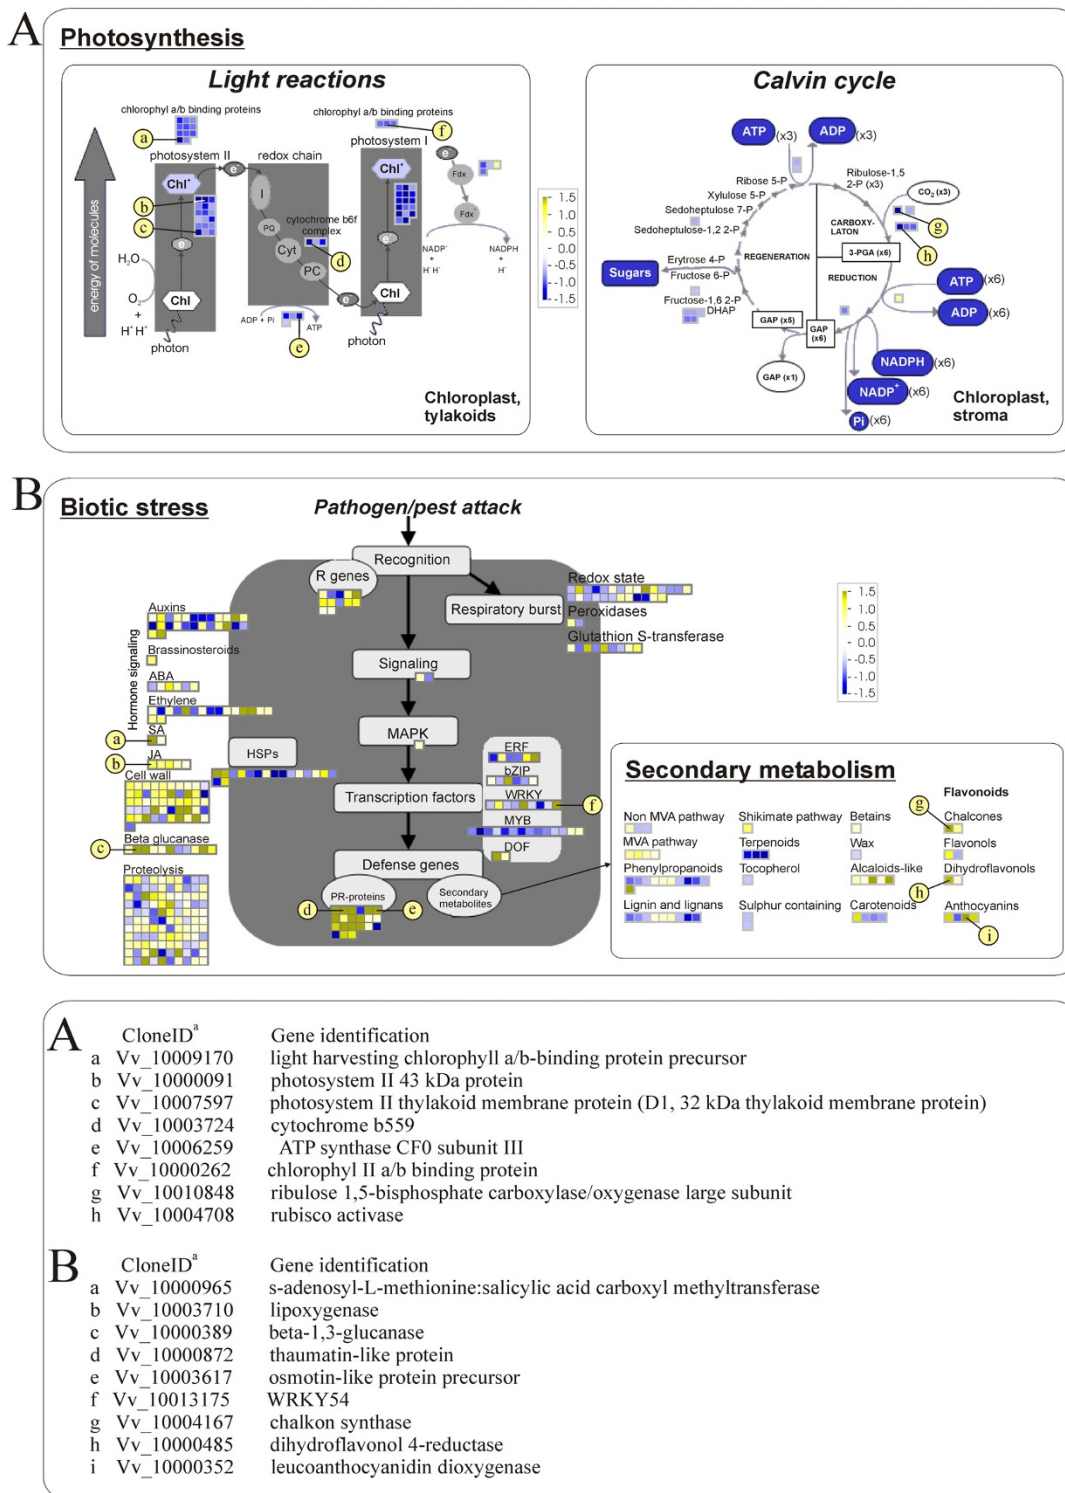 A
Photosynthesis
Light reactions
chlorophyl a/b binding proteins
a
photosystem II
redox chain
chlorophyl a/b binding proteins
f
photosystem I
e
Chl+
e
Chl+
Fdx
I
b
c
PQ
cytochrome b6f
complex
Fdx
energy of molecules
e
Cyt
d
e
NADP+
+
H+H+
NADPH
+
H+
H2O
PC
O2
+
H+H+
Chl
e
Chl
ADP + Pi
ATP
e
photon
photon
Chloroplast,
tylakoids
1.5
1.0
0.5
0.0
-0.5
-1.0
-1.5
Calvin cycle
ATP
(x3)
ADP
(x3)
Ribose 5-P
Ribulose-1,5
2-P (x3)
Xylulose 5-P
CO2 (x3)
Sedoheptulose 7-P
g
Sedoheptulose-1,2 2-P
CARBOXY-
LATON
h
3-PGA (x6)
Erytrose 4-P
REGENERATION
REDUCTION
Sugars
Fructose 6-P
ATP
(x6)
Fructose-1,6 2-P
DHAP
ADP
(x6)
GAP (x5)
GAP
(x6)
NADPH
(x6)
GAP (x1)
NADP+
(x6)
Pi
(x6)
Chloroplast,
stroma
B
Biotic stress
Pathogen/pest attack
Recognition
R genes
Respiratory burst
Redox state
Peroxidases
Glutathion S-transferase
1.5
1.0
0.5
0.0
-0.5
-1.0
-1.5
Hormone signaling
Auxins
Brassinosteroids
ABA
Ethylene
SA
a
JA
b
Cell wall
Beta glucanase
c
Proteolysis
Signaling
MAPK
HSPs
Transcription factors
ERF
bZIP
WRKY
f
MYB
DOF
Defense genes
PR-proteins
d
e
Secondary
metabolites
Secondary metabolism
Flavonoids
g
Non MVA pathway
Shikimate pathway
Betains
Chalcones
MVA pathway
Terpenoids
Wax
Flavonols
Phenylpropanoids
Tocopherol
Alcaloids-like
Dihydroflavonols
h
Lignin and lignans
Sulphur containing
Carotenoids
Anthocyanins
i
A
CloneIDa Gene identification
a Vv_10009170 light harvesting chlorophyll a/b-binding protein precursor
b Vv_10000091 photosystem II 43 kDa protein
c Vv_10007597 photosystem II thylakoid membrane protein (D1, 32 kDa thylakoid membrane protein)
d Vv_10003724 cytochrome b559
e Vv_10006259 ATP synthase CF0 subunit III
f Vv_10000262 chlorophyl II a/b binding protein
g Vv_10010848 ribulose 1,5-bisphosphate carboxylase/oxygenase large subunit
h Vv_10004708 rubisco activase
B
CloneIDa Gene identification
a Vv_10000965 s-adenosyl-L-methionine:salicylic acid carboxyl methyltransferase
b Vv_10003710 lipoxygenase
c Vv_10000389 beta-1,3-glucanase
d Vv_10000872 thaumatin-like protein
e Vv_10003617 osmotin-like protein precursor
f Vv_10013175 WRKY54
g Vv_10004167 chalkon synthase
h Vv_10000485 dihydroflavonol 4-reductase
i Vv_10000352 leucoanthocyanidin dioxygenase